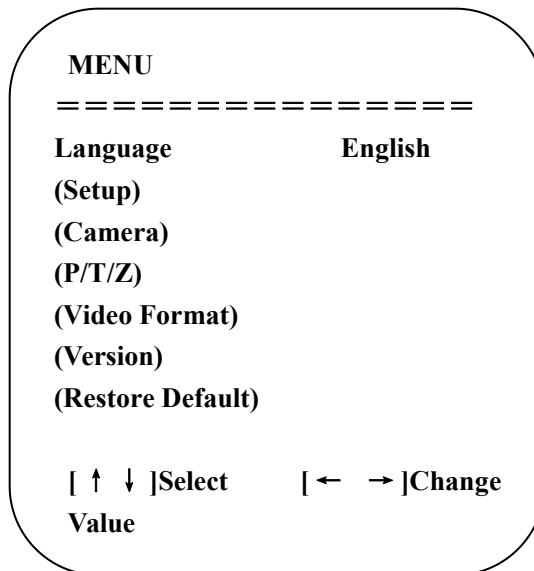 MENU
===============
Language English
(Setup)
(Camera)
(P/T/Z)
(Video Format)
(Version)
(Restore Default)
[ ↑ ↓ ]Select [ ← → ]Change
Value